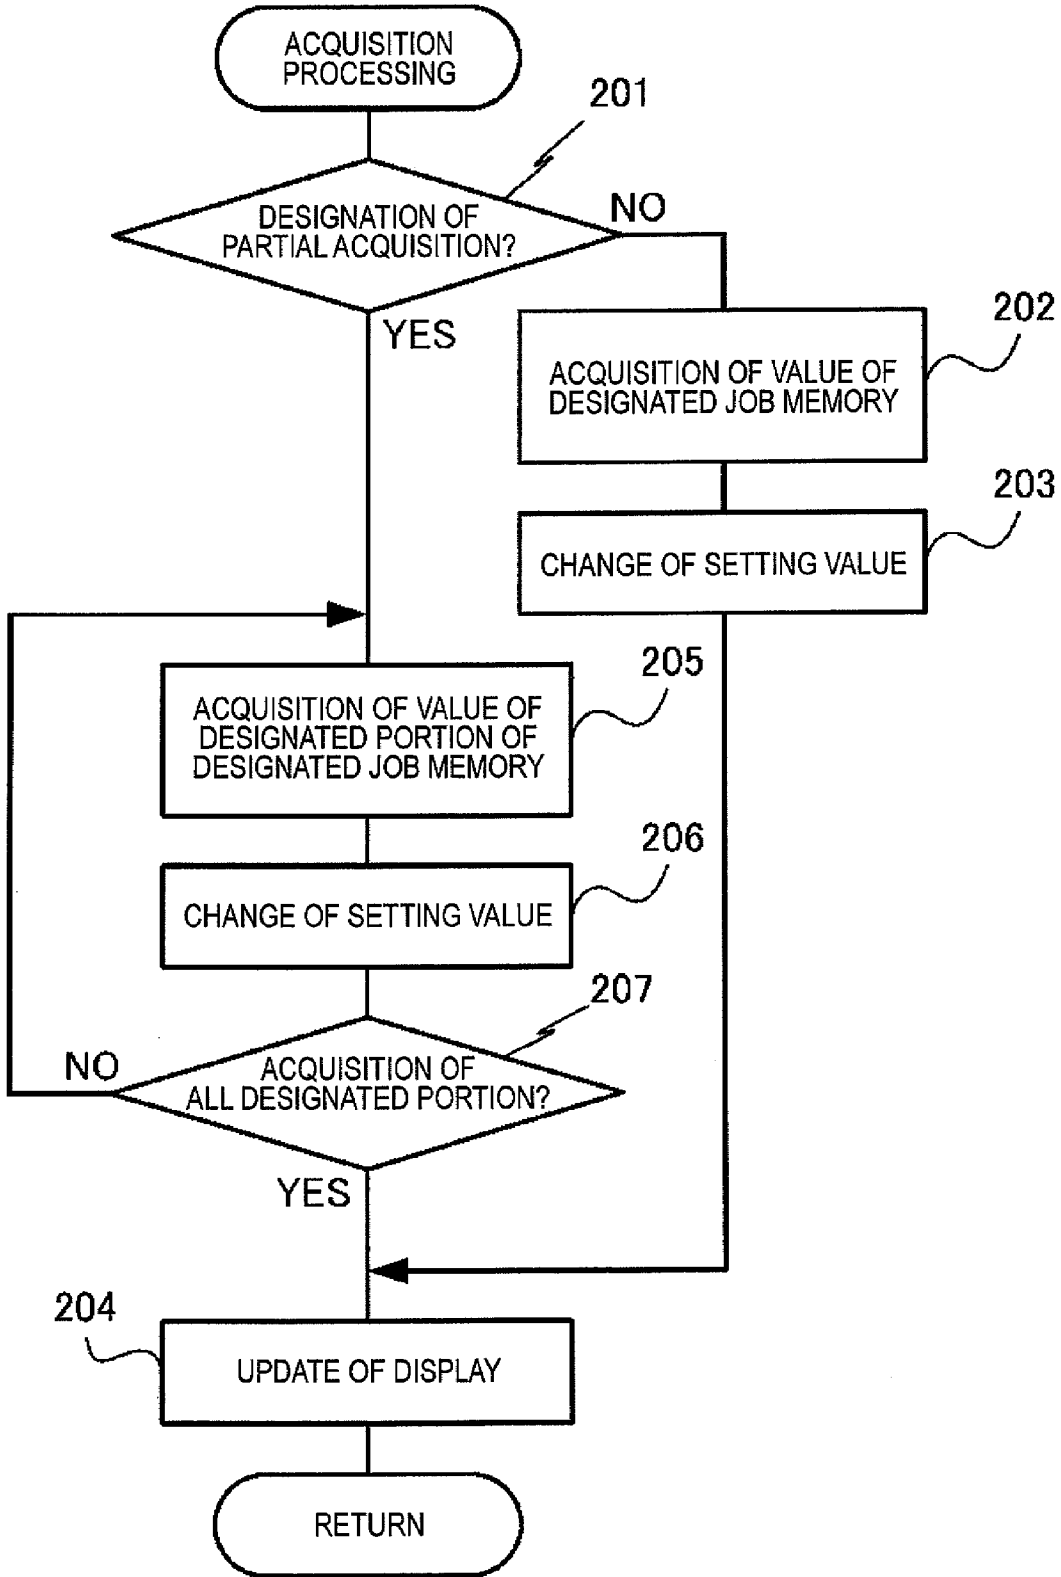 ACQUISITION
PROCESSING
201
DESIGNATION OF
PARTIAL ACQUISITION?
NO
YES
202
ACQUISITION OF VALUE OF
DESIGNATED JOB MEMORY
203
CHANGE OF SETTING VALUE
205
ACQUISITION OF VALUE OF
DESIGNATED PORTION OF
DESIGNATED JOB MEMORY
206
CHANGE OF SETTING VALUE
207
ACQUISITION OF
ALL DESIGNATED PORTION?
NO
YES
204
UPDATE OF DISPLAY
RETURN